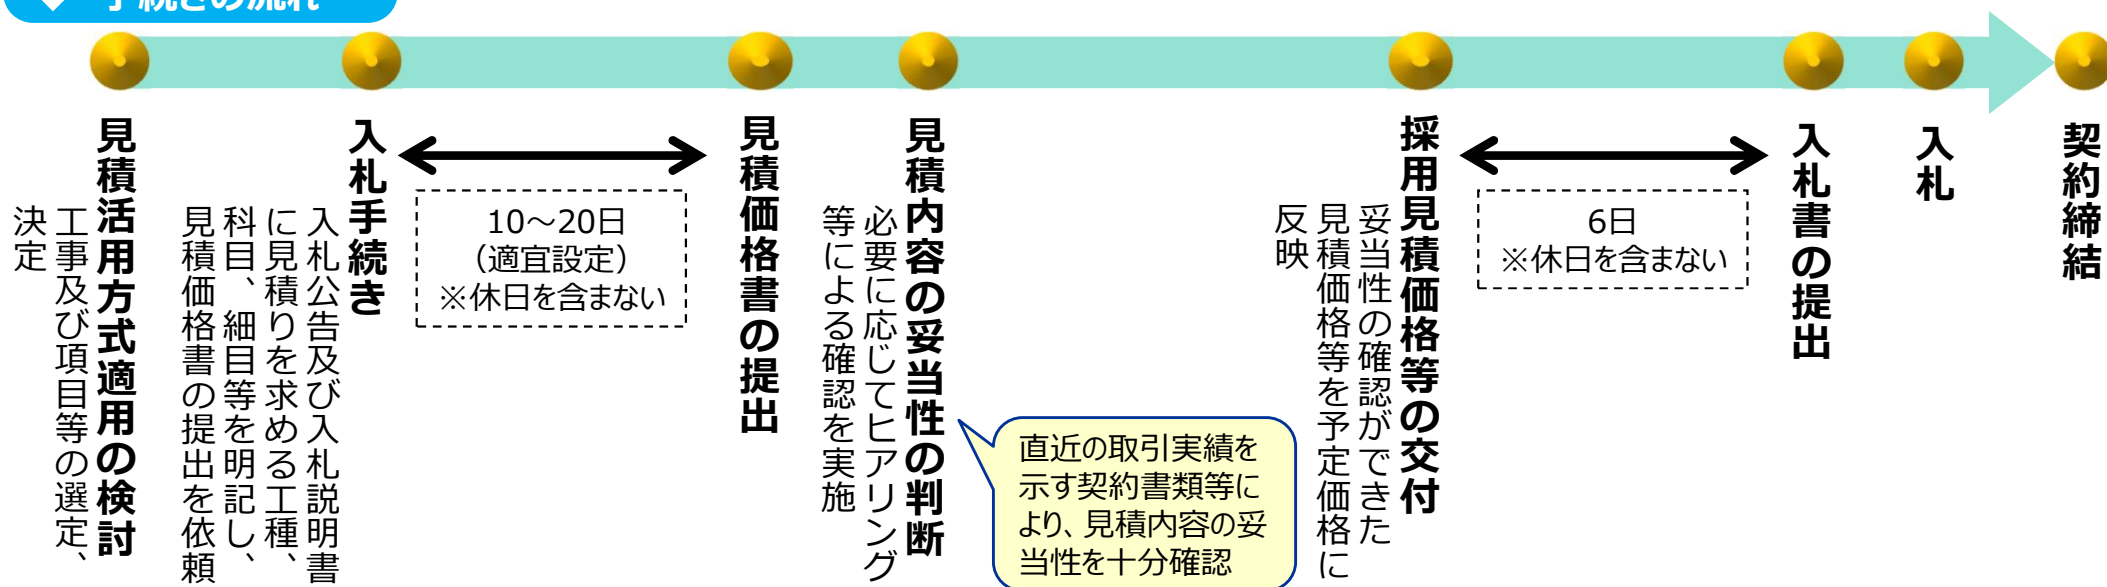 手続きの流れ
見積活用方式適用の検討
工事及び項目等の選定、
決定
入札手続き
入札公告及び入札説明書
に見積りを求める工種、
科目、細目等を明記し、
見積価格書の提出を依頼
10～20日
（適宜設定）
※休日を含まない
見積価格書の提出
見積内容の妥当性の判断
必要に応じてヒアリング
等による確認を実施
直近の取引実績を
示す契約書類等に
より、見積内容の妥
当性を十分確認
採用見積価格等の交付
妥当性の確認ができた
見積価格等を予定価格に
反映
6日
※休日を含まない
入札書の提出
入札
契約締結